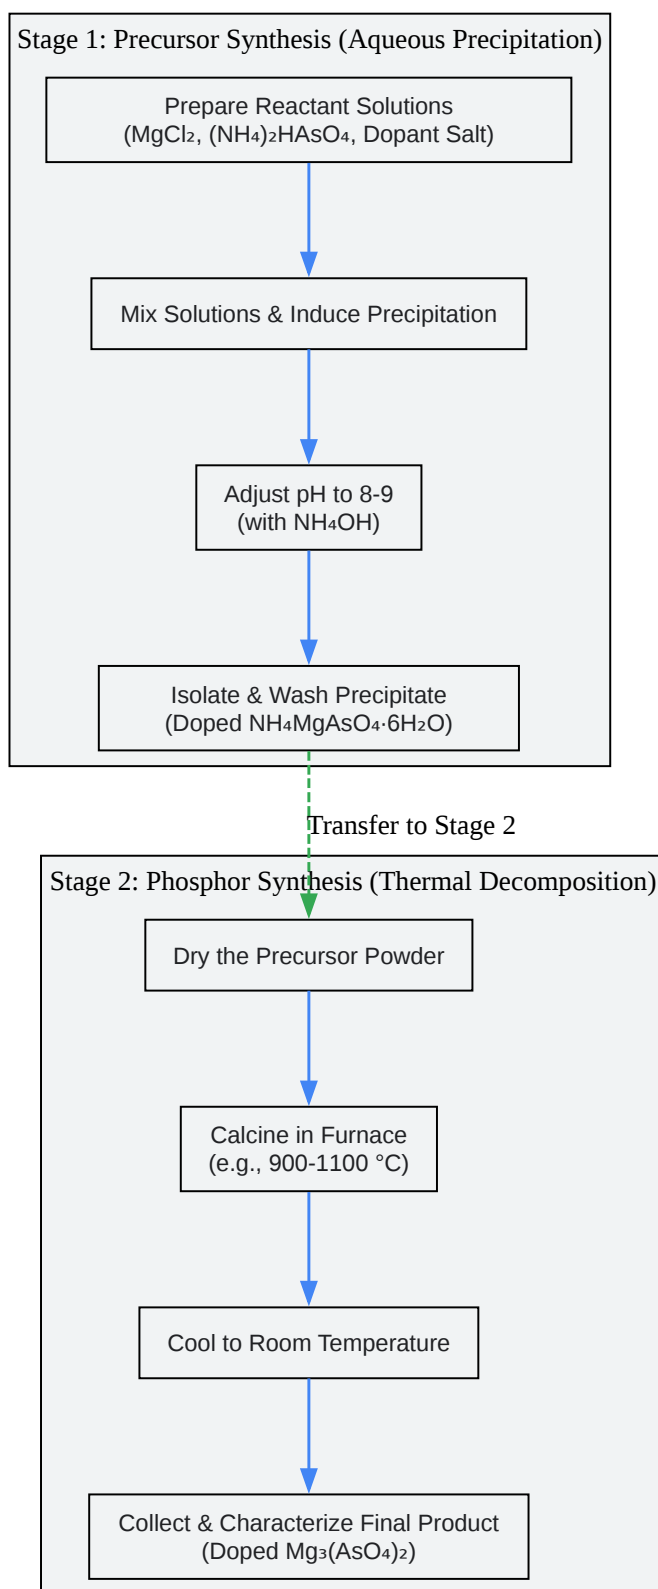 Stage 1: Precursor Synthesis (Aqueous Precipitation)
Prepare Reactant Solutions
(MgCl₂, (NH₄)₂HAsO₄, Dopant Salt)
Mix Solutions & Induce Precipitation
Adjust pH to 8-9
(with NH₄OH)
Isolate & Wash Precipitate
(Doped NH₄MgAsO₄·6H₂O)
Transfer to Stage 2
Stage 2: Phosphor Synthesis (Thermal Decomposition)
Dry the Precursor Powder
Calcine in Furnace
(e.g., 900-1100 °C)
Cool to Room Temperature
Collect & Characterize Final Product
(Doped Mg₃(AsO₄)₂)